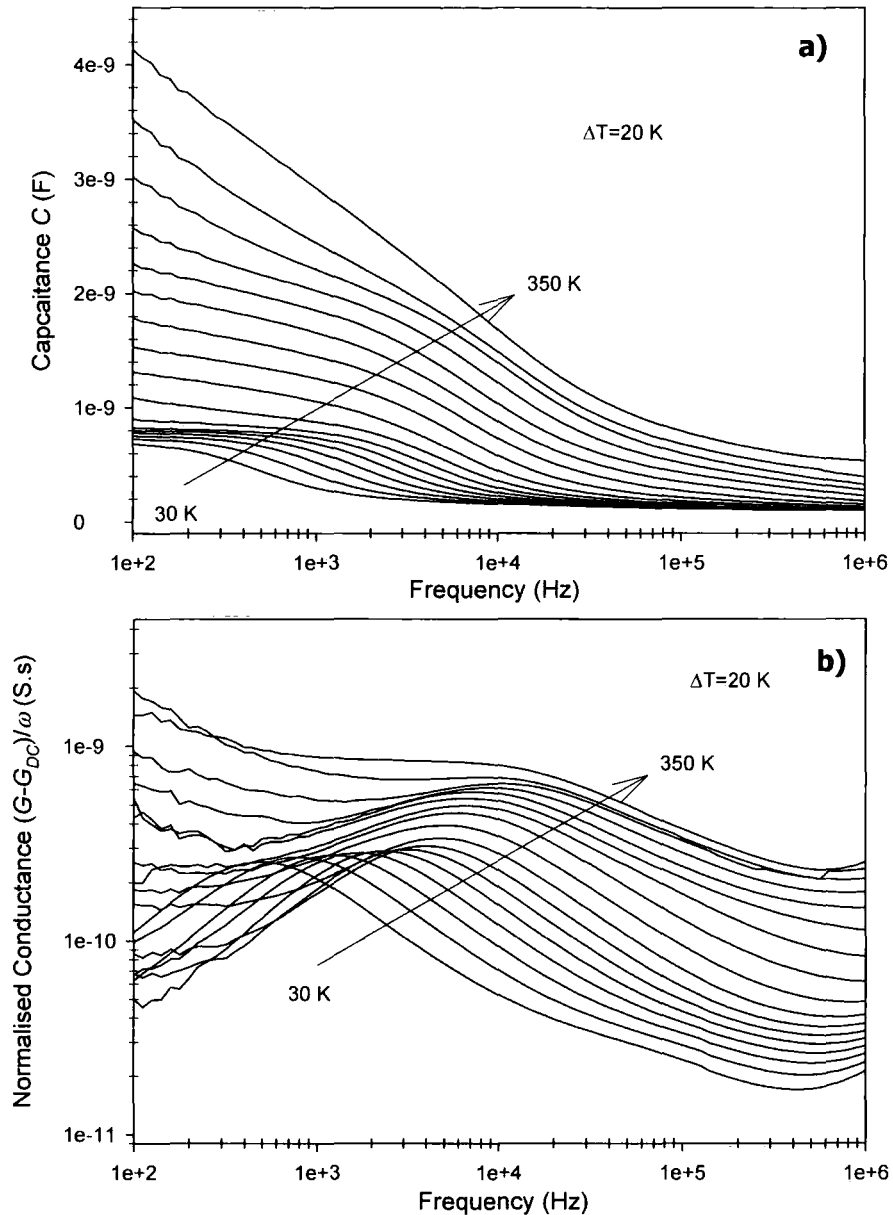 a)
4e-9
ΔT=20 K
3e-9
Capcaitance C (F)
350 K
2e-9
1e-9
0
30 K
1e+2 1e+3 1e+4 1e+5 1e+6
Frequency (Hz)
b)
ΔT=20 K
Normalised Conductance (G-G_DC)/ω (S.s)
1e-9
350 K
1e-10
30 K
1e-11
1e+2 1e+3 1e+4 1e+5 1e+6
Frequency (Hz)